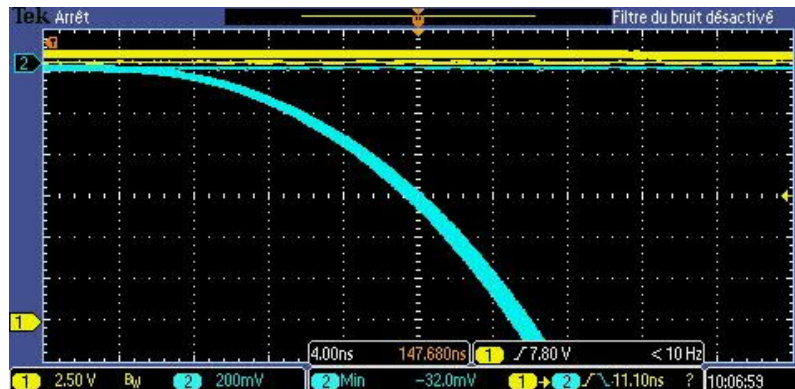 Tek Arrêt Filtre du bruit désactivé
T
2
1
4.00ns 147.680ns 1 / 7.80 V < 10 Hz
1 2.50 V BW 2 200mV 2 Min -32.0mV 1 → 2 -11.10ns ? 10:06:59